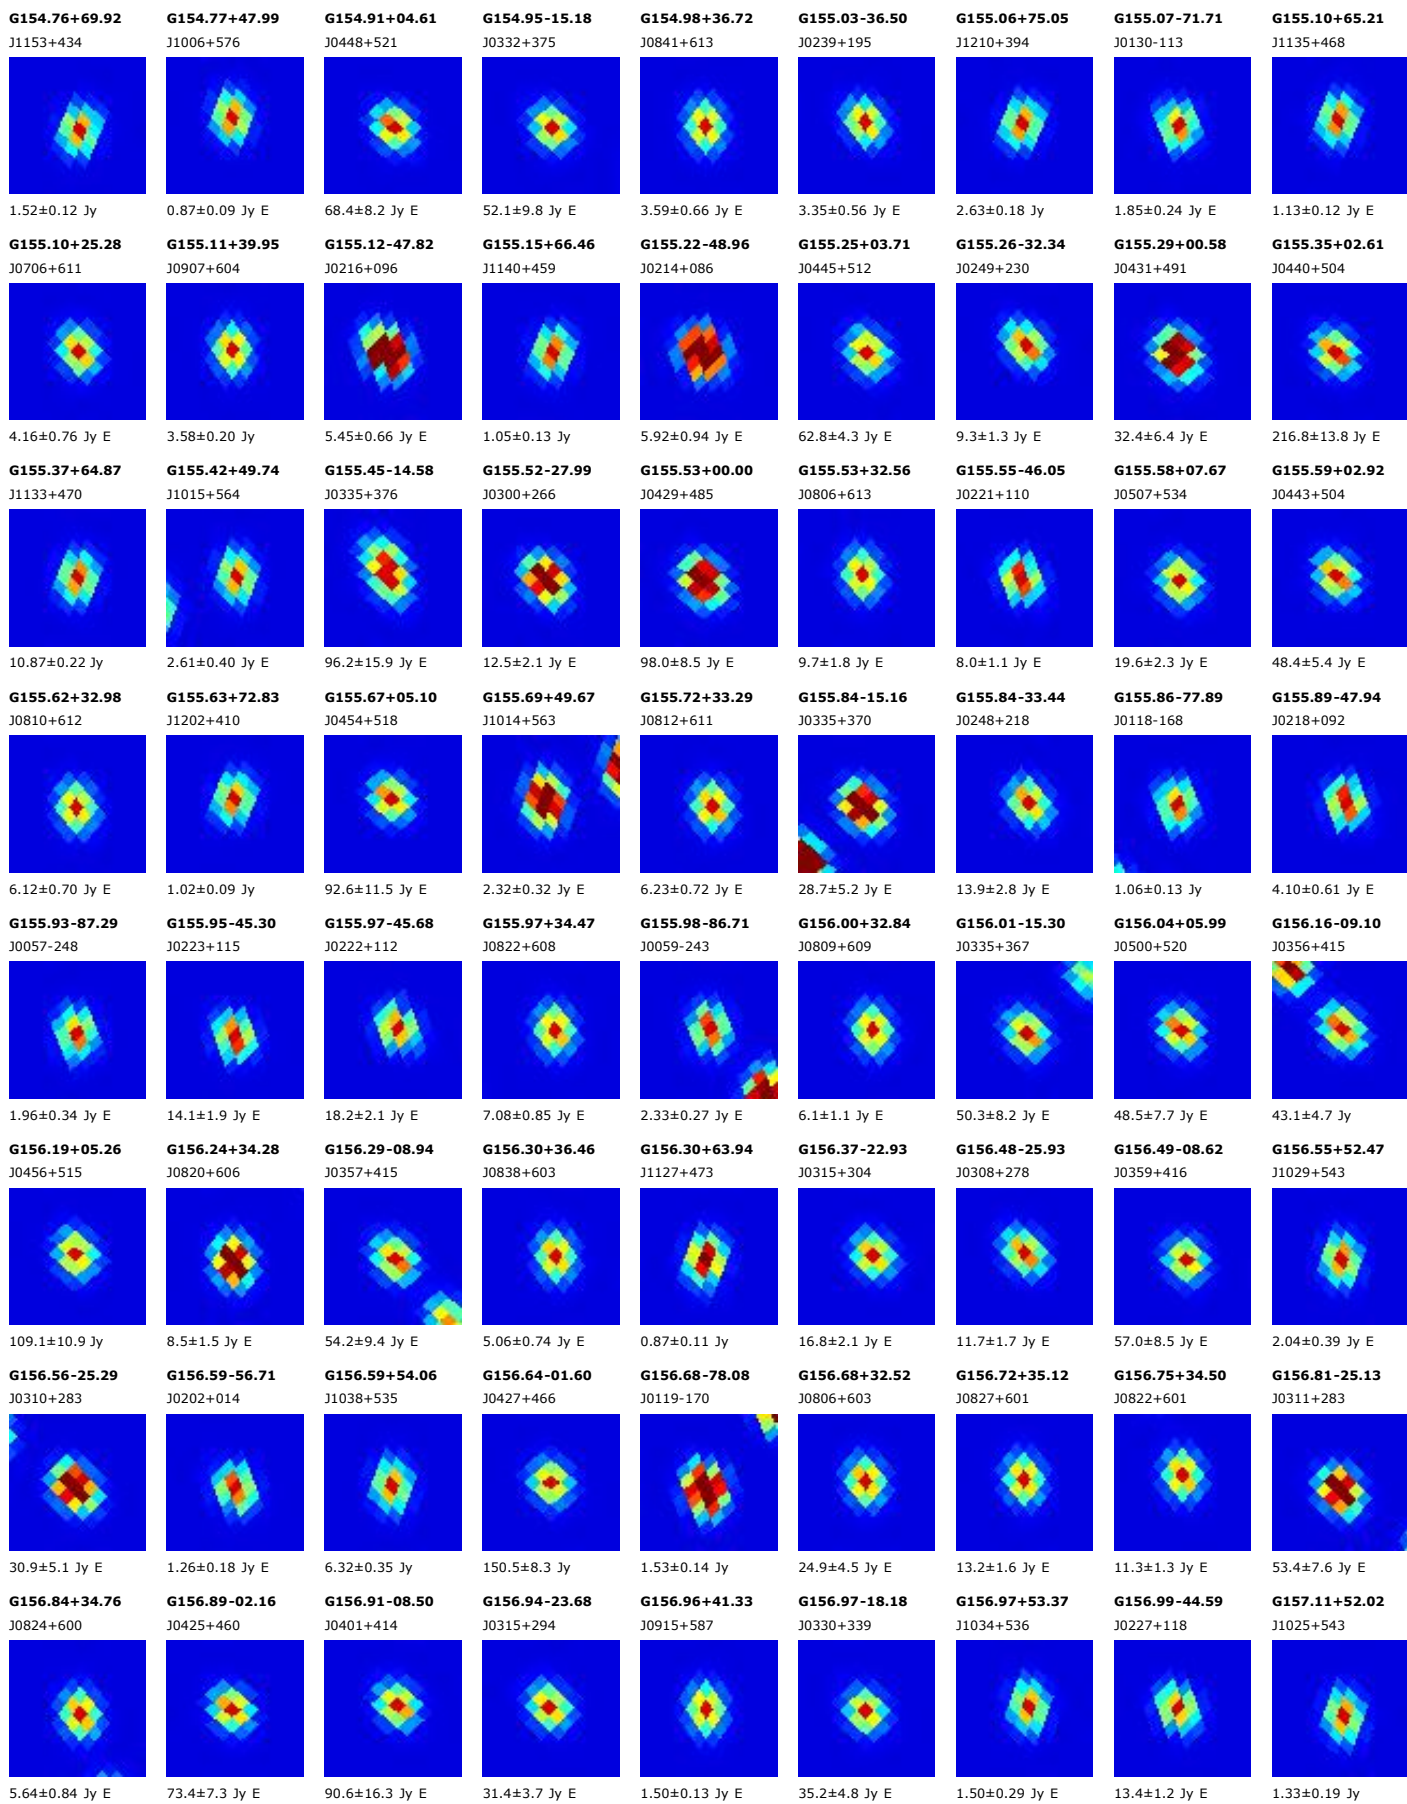 G154.76+69.92 G154.77+47.99 G154.91+04.61 G154.95-15.18 G154.98+36.72 G155.03-36.50 G155.06+75.05 G155.07-71.71 G155.10+65.21
J1153+434 J1006+576 J0448+521 J0332+375 J0841+613 J0239+195 J1210+394 J0130-113 J1135+468
1.52±0.12 Jy 0.87±0.09 Jy E 68.4±8.2 Jy E 52.1±9.8 Jy E 3.59±0.66 Jy E 3.35±0.56 Jy E 2.63±0.18 Jy 1.85±0.24 Jy E 1.13±0.12 Jy E
G155.10+25.28 G155.11+39.95 G155.12-47.82 G155.15+66.46 G155.22-48.96 G155.25+03.71 G155.26-32.34 G155.29+00.58 G155.35+02.61
J0706+611 J0907+604 J0216+096 J1140+459 J0214+086 J0445+512 J0249+230 J0431+491 J0440+504
4.16±0.76 Jy E 3.58±0.20 Jy 5.45±0.66 Jy E 1.05±0.13 Jy 5.92±0.94 Jy E 62.8±4.3 Jy E 9.3±1.3 Jy E 32.4±6.4 Jy E 216.8±13.8 Jy E
G155.37+64.87 G155.42+49.74 G155.45-14.58 G155.52-27.99 G155.53+00.00 G155.53+32.56 G155.55-46.05 G155.58+07.67 G155.59+02.92
J1133+470 J1015+564 J0335+376 J0300+266 J0429+485 J0806+613 J0221+110 J0507+534 J0443+504
10.87±0.22 Jy 2.61±0.40 Jy E 96.2±15.9 Jy E 12.5±2.1 Jy E 98.0±8.5 Jy E 9.7±1.8 Jy E 8.0±1.1 Jy E 19.6±2.3 Jy E 48.4±5.4 Jy E
G155.62+32.98 G155.63+72.83 G155.67+05.10 G155.69+49.67 G155.72+33.29 G155.84-15.16 G155.84-33.44 G155.86-77.89 G155.89-47.94
J0810+612 J1202+410 J0454+518 J1014+563 J0812+611 J0335+370 J0248+218 J0118-168 J0218+092
6.12±0.70 Jy E 1.02±0.09 Jy 92.6±11.5 Jy E 2.32±0.32 Jy E 6.23±0.72 Jy E 28.7±5.2 Jy E 13.9±2.8 Jy E 1.06±0.13 Jy 4.10±0.61 Jy E
G155.93-87.29 G155.95-45.30 G155.97-45.68 G155.97+34.47 G155.98-86.71 G156.00+32.84 G156.01-15.30 G156.04+05.99 G156.16-09.10
J0057-248 J0223+115 J0222+112 J0822+608 J0059-243 J0809+609 J0335+367 J0500+520 J0356+415
1.96±0.34 Jy E 14.1±1.9 Jy E 18.2±2.1 Jy E 7.08±0.85 Jy E 2.33±0.27 Jy E 6.1±1.1 Jy E 50.3±8.2 Jy E 48.5±7.7 Jy E 43.1±4.7 Jy
G156.19+05.26 G156.24+34.28 G156.29-08.94 G156.30+36.46 G156.30+63.94 G156.37-22.93 G156.48-25.93 G156.49-08.62 G156.55+52.47
J0456+515 J0820+606 J0357+415 J0838+603 J1127+473 J0315+304 J0308+278 J0359+416 J1029+543
109.1±10.9 Jy 8.5±1.5 Jy E 54.2±9.4 Jy E 5.06±0.74 Jy E 0.87±0.11 Jy 16.8±2.1 Jy E 11.7±1.7 Jy E 57.0±8.5 Jy E 2.04±0.39 Jy E
G156.56-25.29 G156.59-56.71 G156.59+54.06 G156.64-01.60 G156.68-78.08 G156.68+32.52 G156.72+35.12 G156.75+34.50 G156.81-25.13
J0310+283 J0202+014 J1038+535 J0427+466 J0119-170 J0806+603 J0827+601 J0822+601 J0311+283
30.9±5.1 Jy E 1.26±0.18 Jy E 6.32±0.35 Jy 150.5±8.3 Jy 1.53±0.14 Jy 24.9±4.5 Jy E 13.2±1.6 Jy E 11.3±1.3 Jy E 53.4±7.6 Jy E
G156.84+34.76 G156.89-02.16 G156.91-08.50 G156.94-23.68 G156.96+41.33 G156.97-18.18 G156.97+53.37 G156.99-44.59 G157.11+52.02
J0824+600 J0425+460 J0401+414 J0315+294 J0915+587 J0330+339 J1034+536 J0227+118 J1025+543
5.64±0.84 Jy E 73.4±7.3 Jy E 90.6±16.3 Jy E 31.4±3.7 Jy E 1.50±0.13 Jy E 35.2±4.8 Jy E 1.50±0.29 Jy E 13.4±1.2 Jy E 1.33±0.19 Jy